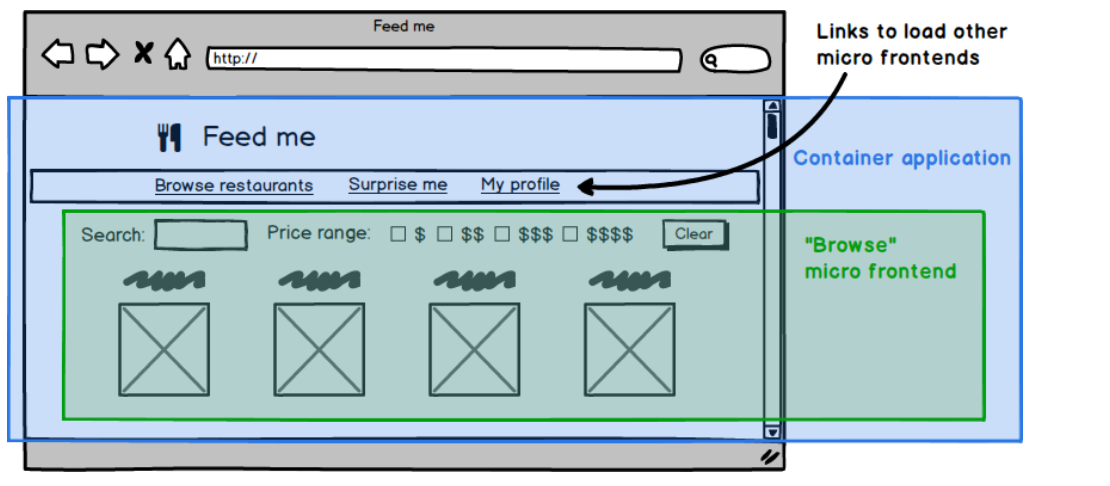 Feed me
http://
Links to load other
micro frontends
Feed me
Container application
Browse restaurants Surprise me My profile
Search: Price range: $ $$ $$$ $$$$ Clear
"Browse"
micro frontend